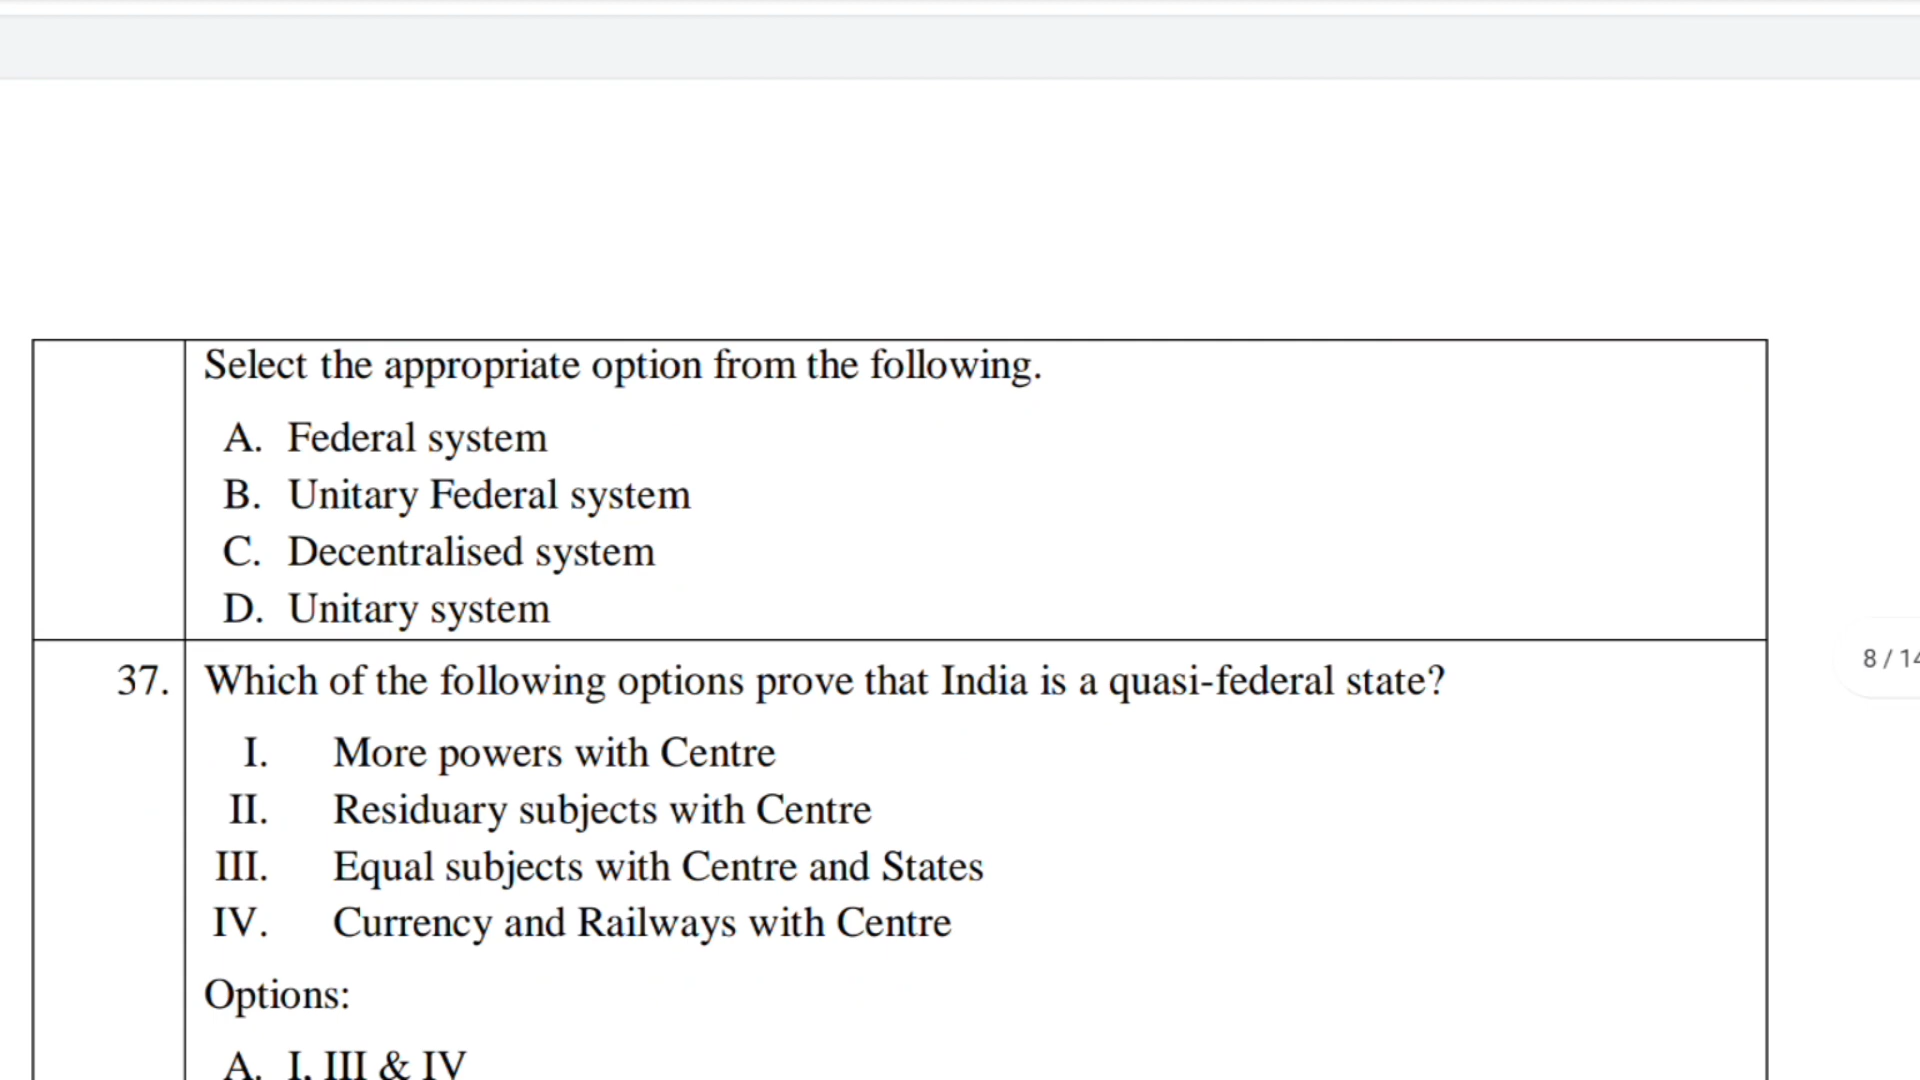 Select the appropriate option from the following.
A. Federal system
B. Unitary Federal system
C. Decentralised system
D. Unitary system
37. Which of the following options prove that India is a quasi-federal state?
8 / 14
I. More powers with Centre
II. Residuary subjects with Centre
III. Equal subjects with Centre and States
IV. Currency and Railways with Centre
Options:
A. I, III & IV